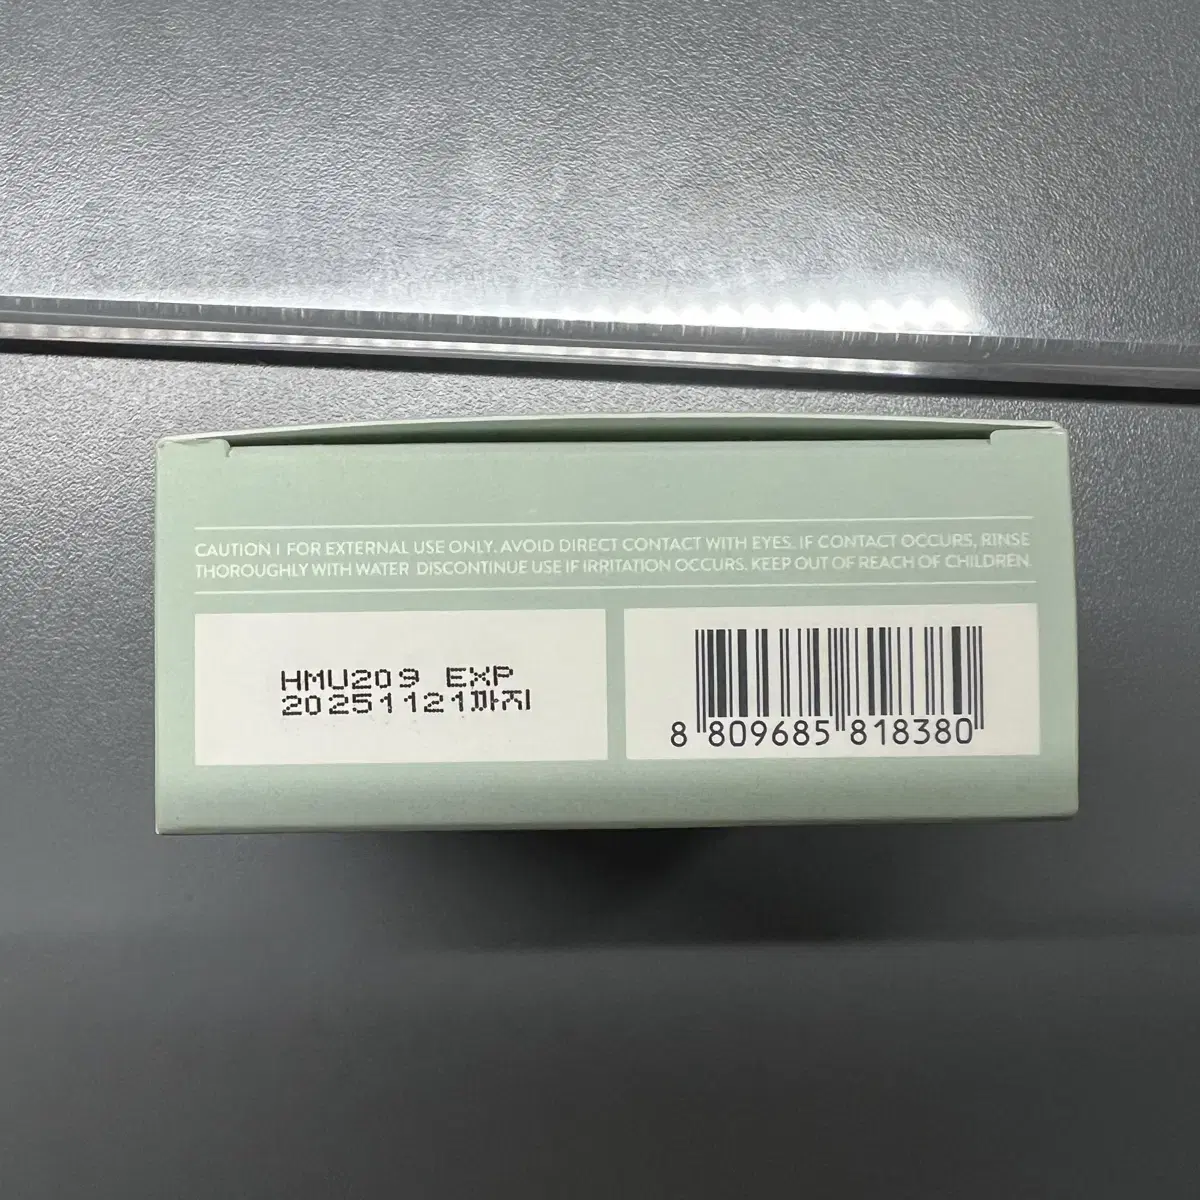 CAUTION | FOR EXTERNAL USE ONLY. AVOID DIRECT CONTACT WITH EYES. IF CONTACT OCCURS, RINSE
THOROUGHLY WITH WATER DISCONTINUE USE IF IRRITATION OCCURS. KEEP OUT OF REACH OF CHILDREN.
HMU209 EXP
20251121까지
8 809685 818380